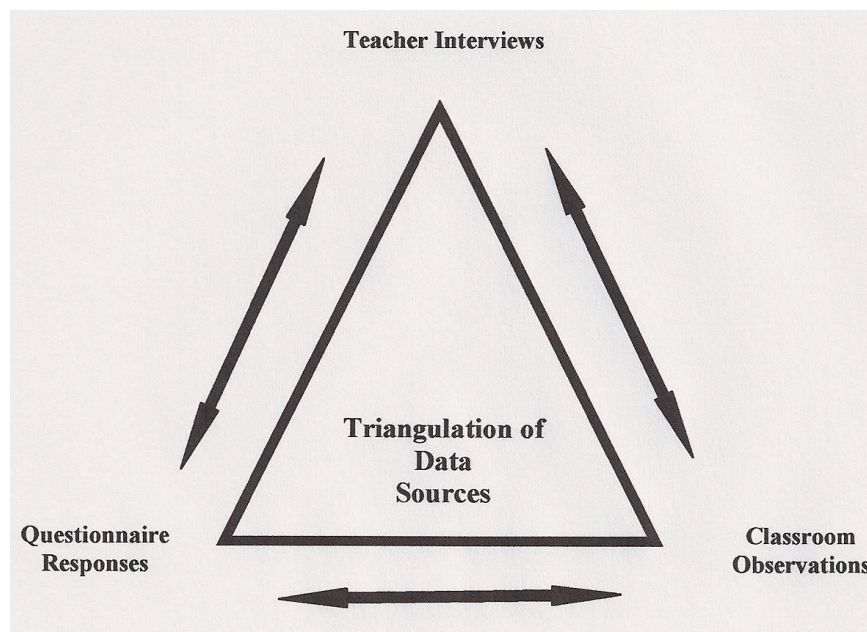 Teacher Interviews
Triangulation of
Data
Sources
Questionnaire
Responses
Classroom
Observations